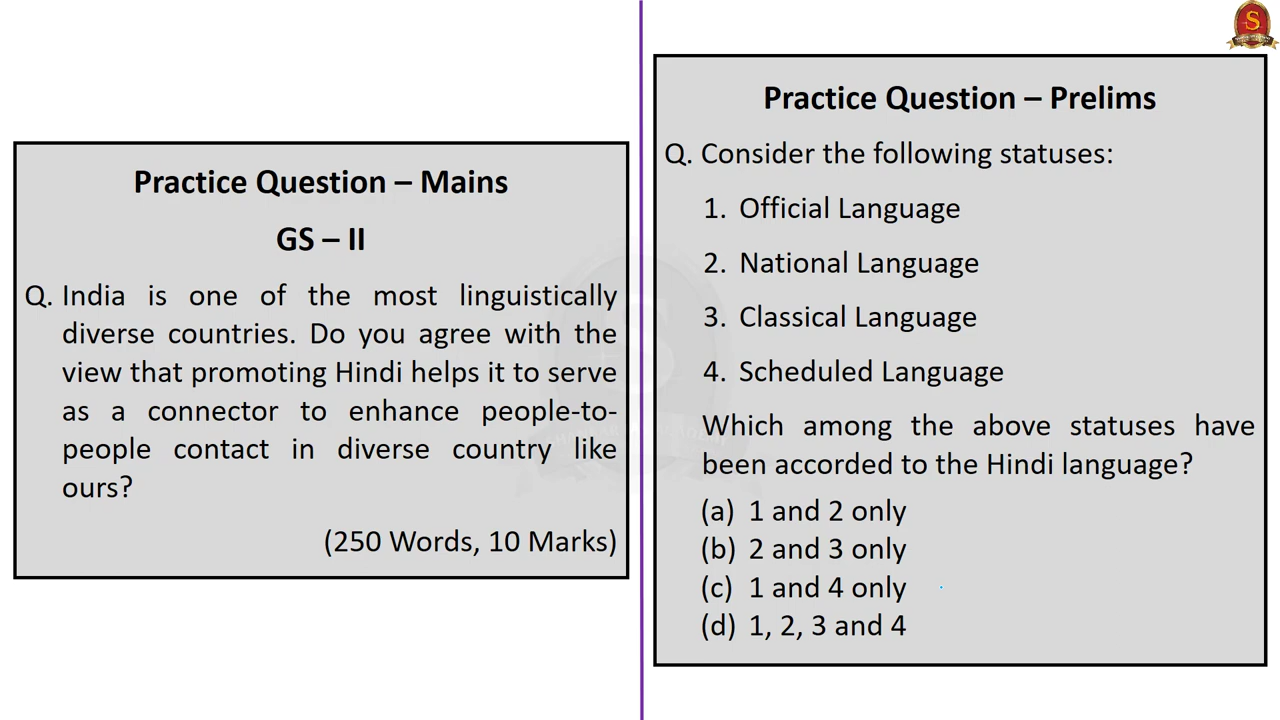 Practice Question – Mains
GS – II
Q. India is one of the most linguistically
diverse countries. Do you agree with the
view that promoting Hindi helps it to serve
as a connector to enhance people-to-
people contact in diverse country like
ours?
(250 Words, 10 Marks)
Practice Question – Prelims
Q. Consider the following statuses:
1. Official Language
2. National Language
3. Classical Language
4. Scheduled Language
Which among the above statuses have
been accorded to the Hindi language?
(a) 1 and 2 only
(b) 2 and 3 only
(c) 1 and 4 only
(d) 1, 2, 3 and 4
S